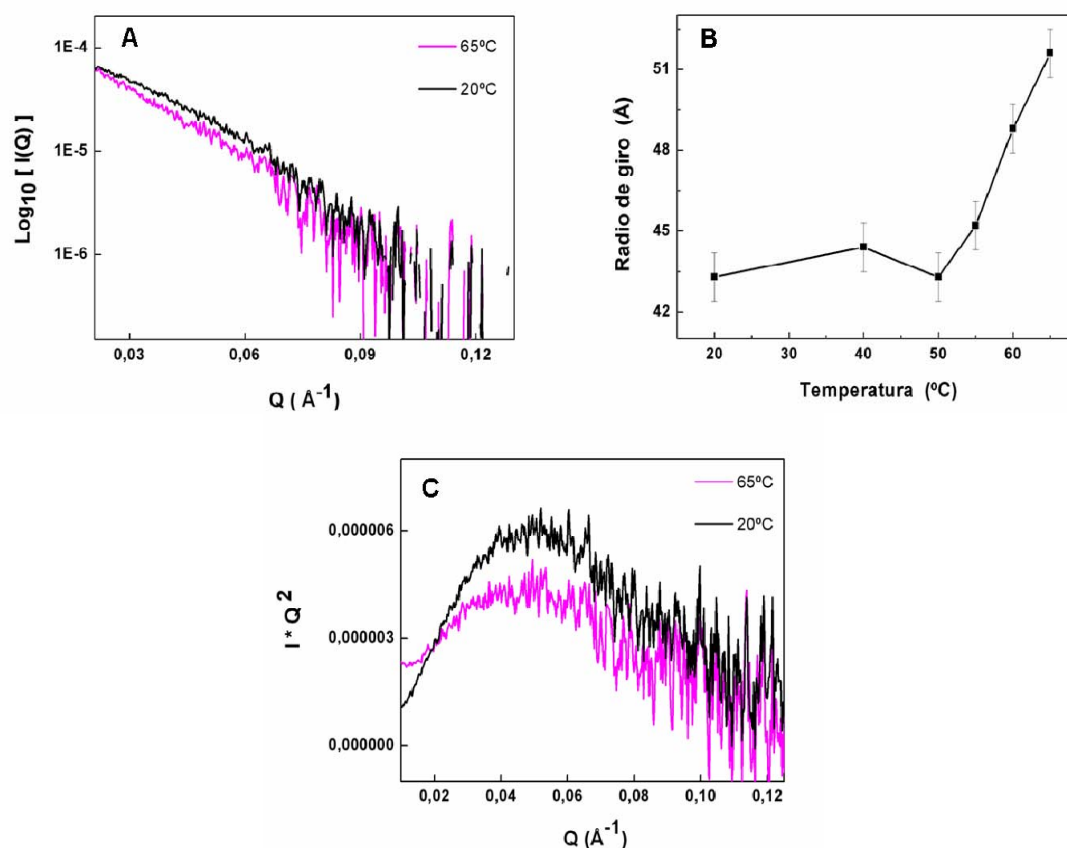 A
65ºC
20ºC
1E-4
1E-5
1E-6
Log10 [ I(Q) ]
0,03 0,06 0,09 0,12
Q ( Å-1)
B
51
48
45
42
Radio de giro (Å)
20 30 40 50 60
Temperatura (ºC)
C
65ºC
20ºC
0,000006
0,000003
0,000000
I * Q2
0,02 0,04 0,06 0,08 0,10 0,12
Q (Å-1)